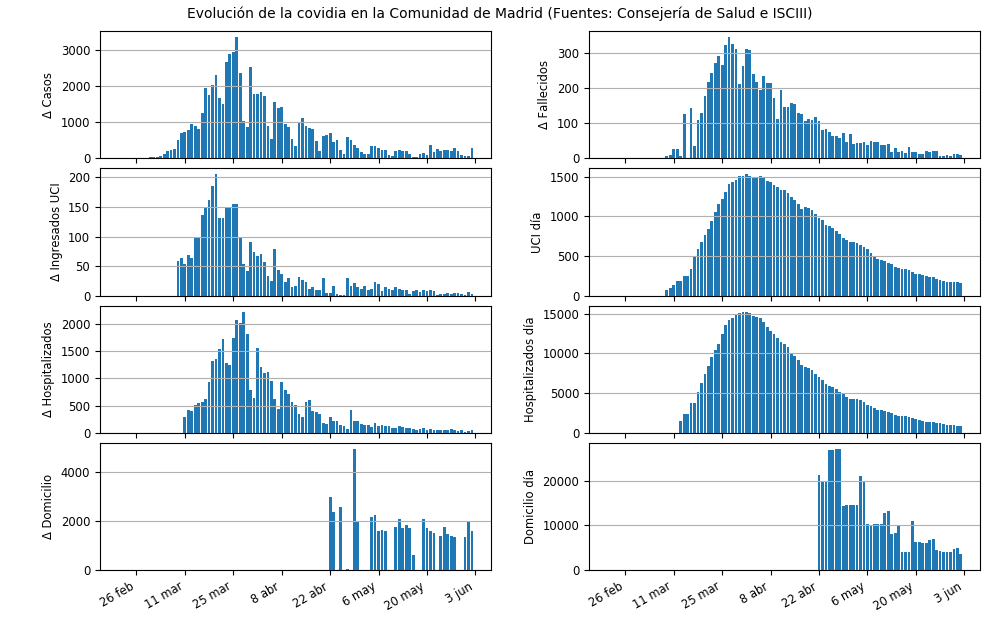 Evolución de la covidia en la Comunidad de Madrid (Fuentes: Consejería de Salud e ISCIII)
Δ Casos
3000
2000
1000
0
Δ Fallecidos
300
200
100
0
Δ Ingresados UCI
200
150
100
50
0
UCI día
1500
1000
500
0
Δ Hospitalizados
2000
1500
1000
500
0
Hospitalizados día
15000
10000
5000
0
Δ Domicilio
4000
2000
0
Domicilio día
20000
10000
0
26 feb 11 mar 25 mar 8 abr 22 abr 6 may 20 may 3 jun
26 feb 11 mar 25 mar 8 abr 22 abr 6 may 20 may 3 jun